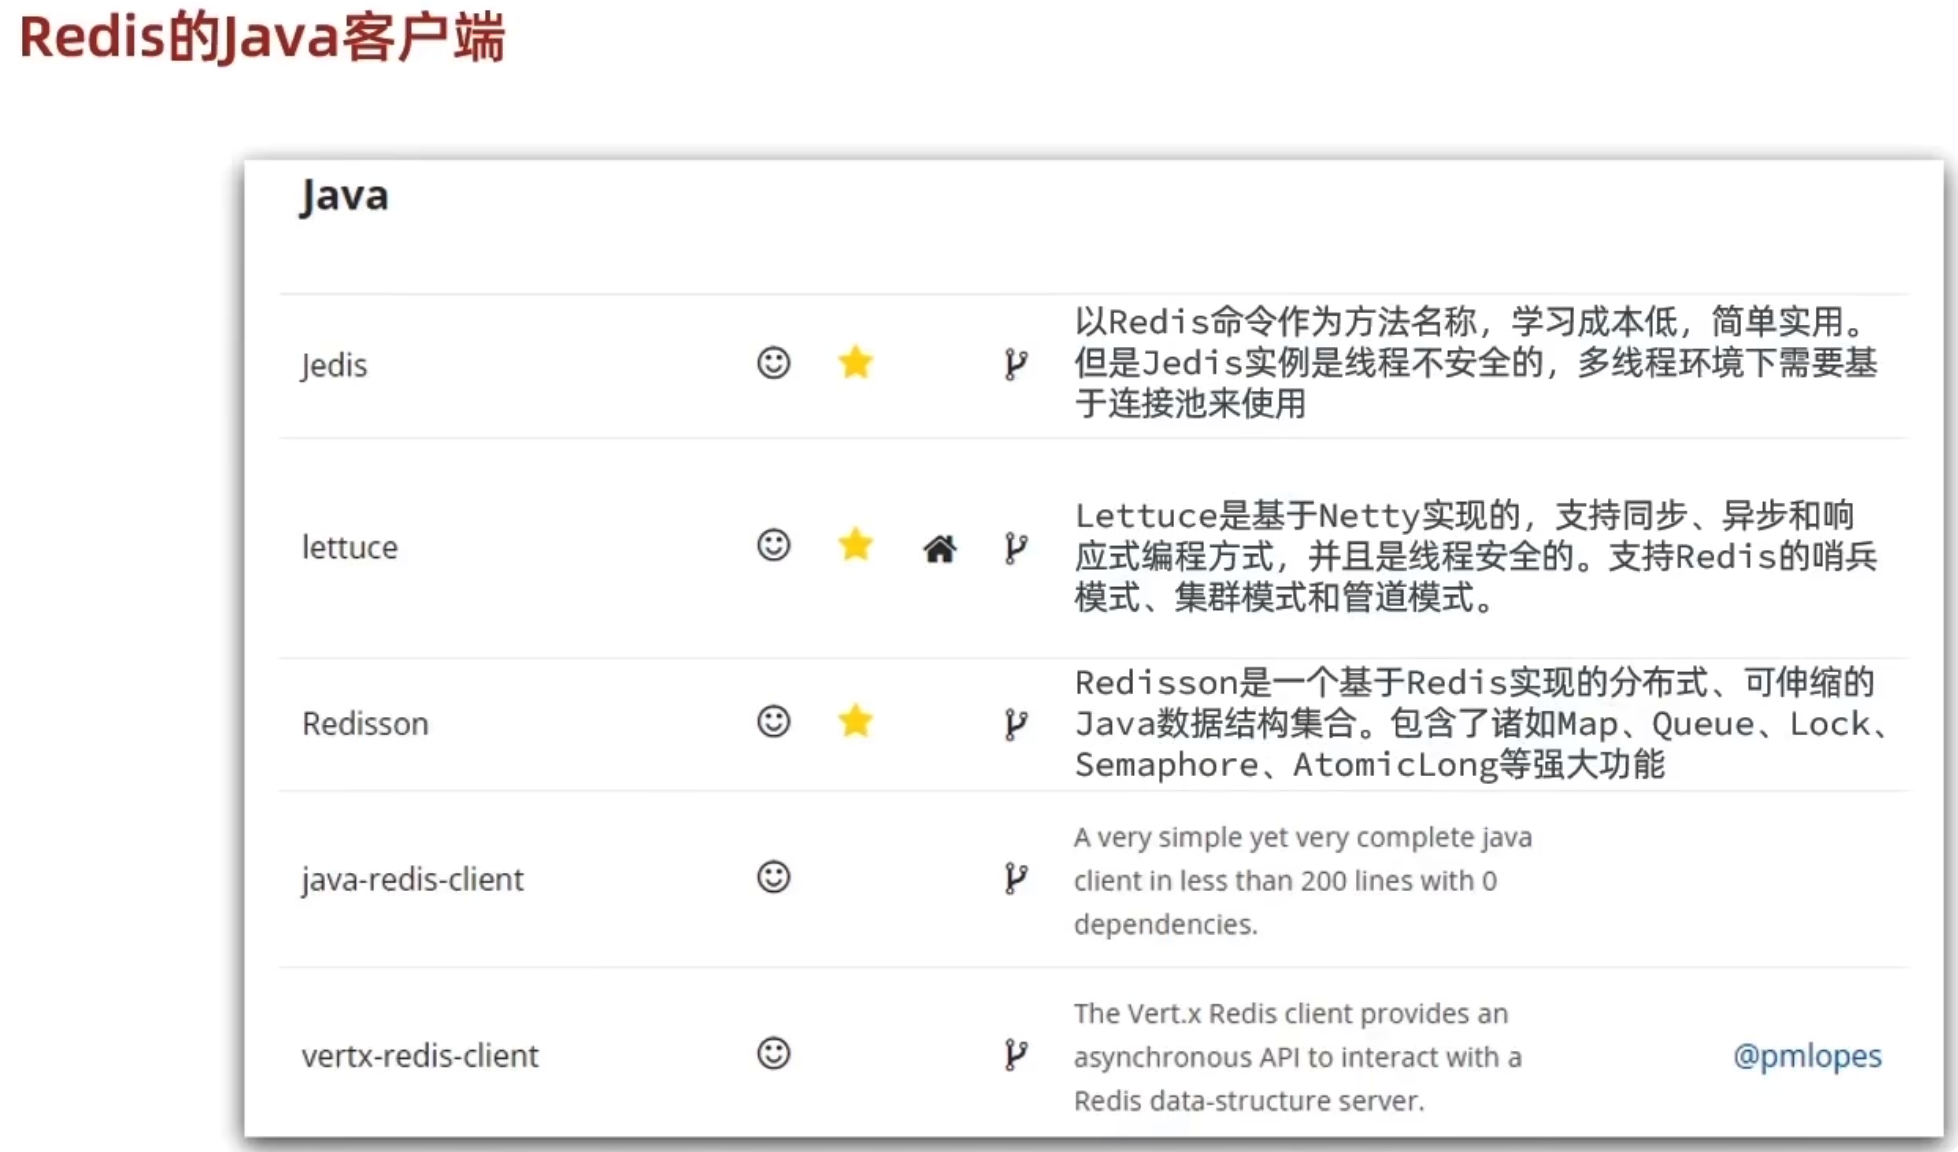 Redis的Java客户端
Java
Jedis
以Redis命令作为方法名称，学习成本低，简单实用。
但是Jedis实例是线程不安全的，多线程环境下需要基
于连接池来使用
lettuce
Lettuce是基于Netty实现的，支持同步、异步和响
应式编程方式，并且是线程安全的。支持Redis的哨兵
模式、集群模式和管道模式。
Redisson
Redisson是一个基于Redis实现的分布式、可伸缩的
Java数据结构集合。包含了诸如Map、Queue、Lock、
Semaphore、AtomicLong等强大功能
java-redis-client
A very simple yet very complete java
client in less than 200 lines with 0
dependencies.
vertx-redis-client
The Vert.x Redis client provides an
asynchronous API to interact with a
Redis data-structure server.
@pmlopes